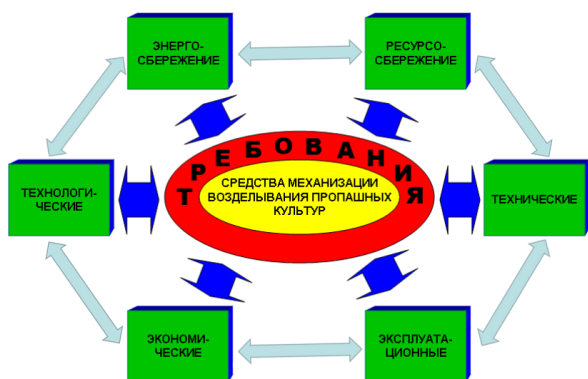 ЭНЕРГО-
СБЕРЕЖЕНИЕ
РЕСУРСО-
СБЕРЕЖЕНИЕ
ТРЕБОВАНИЯ
ТЕХНОЛОГИ-
ЧЕСКИЕ
СРЕДСТВА МЕХАНИЗАЦИИ
ВОЗДЕЛЫВАНИЯ ПРОПАШНЫХ
КУЛЬТУР
ТЕХНИЧЕСКИЕ
ЭКОНОМИ-
ЧЕСКИЕ
ЭКСПЛУАТА-
ЦИОННЫЕ